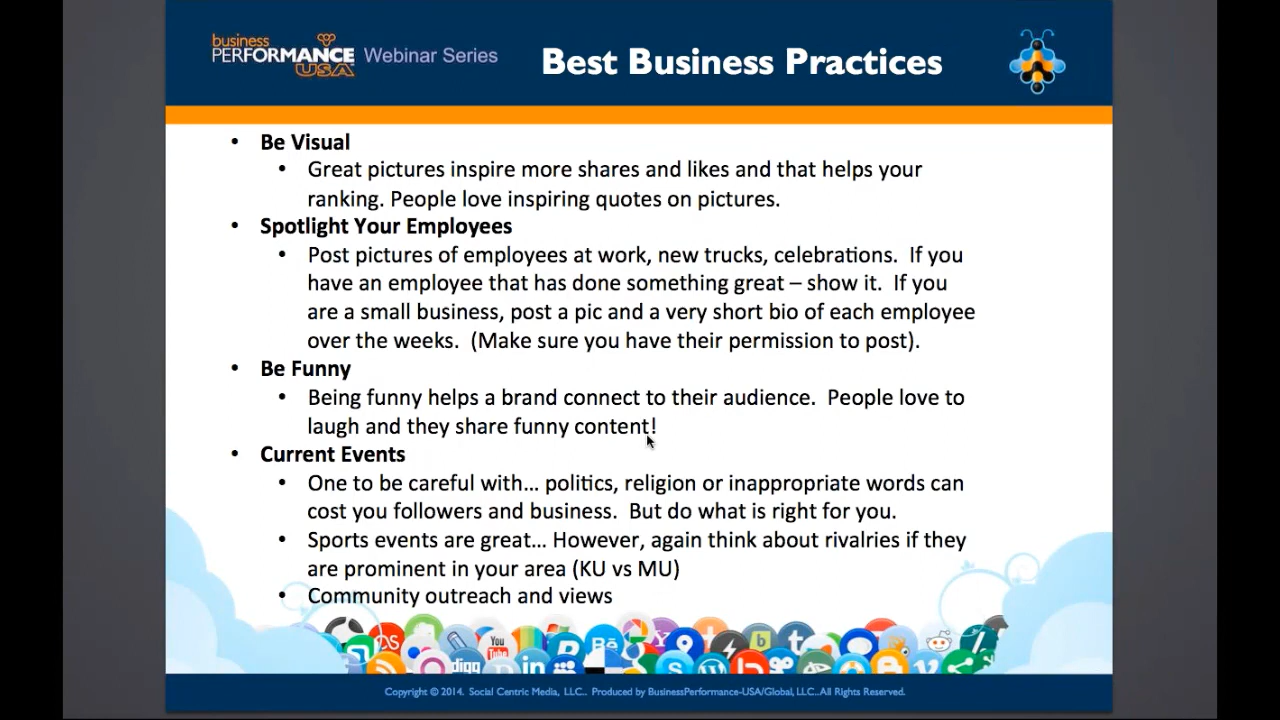 business
PERFORMANCE
USA
Webinar Series
Best Business Practices
• Be Visual
• Great pictures inspire more shares and likes and that helps your
ranking. People love inspiring quotes on pictures.
• Spotlight Your Employees
• Post pictures of employees at work, new trucks, celebrations.  If you
have an employee that has done something great – show it.  If you
are a small business, post a pic and a very short bio of each employee
over the weeks.  (Make sure you have their permission to post).
• Be Funny
• Being funny helps a brand connect to their audience.  People love to
laugh and they share funny content!
• Current Events
• One to be careful with... politics, religion or inappropriate words can
cost you followers and business.  But do what is right for you.
• Sports events are great... However, again think about rivalries if they
are prominent in your area (KU vs MU)
• Community outreach and views
You
Tube
Bē
digg
in
Copyright © 2014. Social Centric Media, LLC.. Produced by BusinessPerformance-USA/Global, LLC..All Rights Reserved.